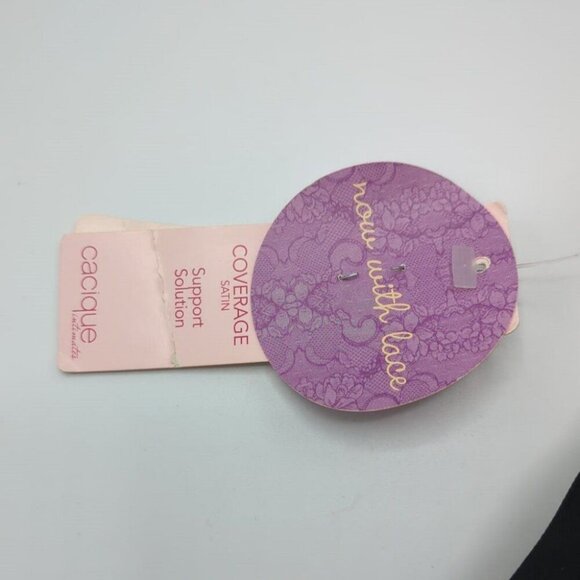 now with lace
COVERAGE
SATIN
Support
Solution
cacique
intimates